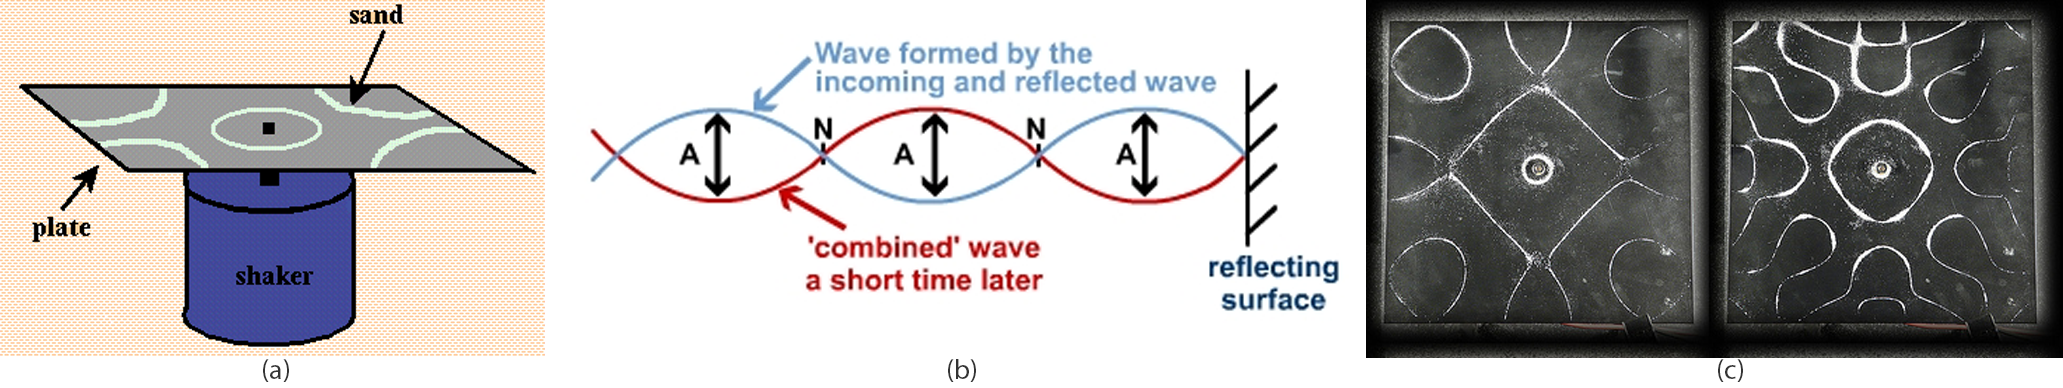 sand
plate
shaker
(a)
Wave formed by the
incoming and reflected wave
N
N
A
A
A
'combined' wave
a short time later
reflecting
surface
(b)
(c)